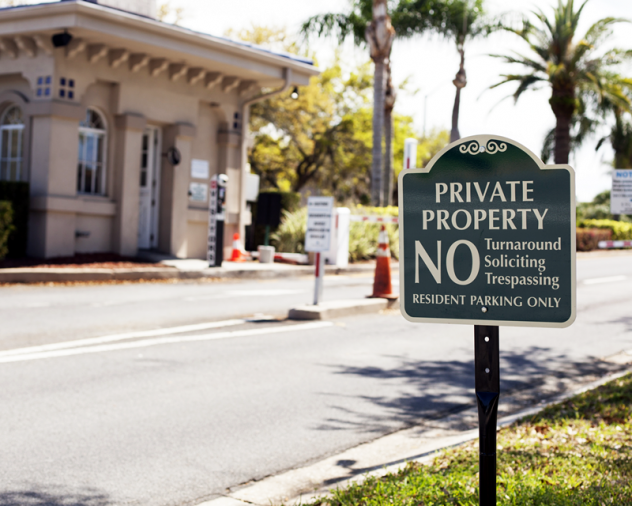 PRIVATE
PROPERTY
NO Turnaround
Soliciting
Trespassing
RESIDENT PARKING ONLY